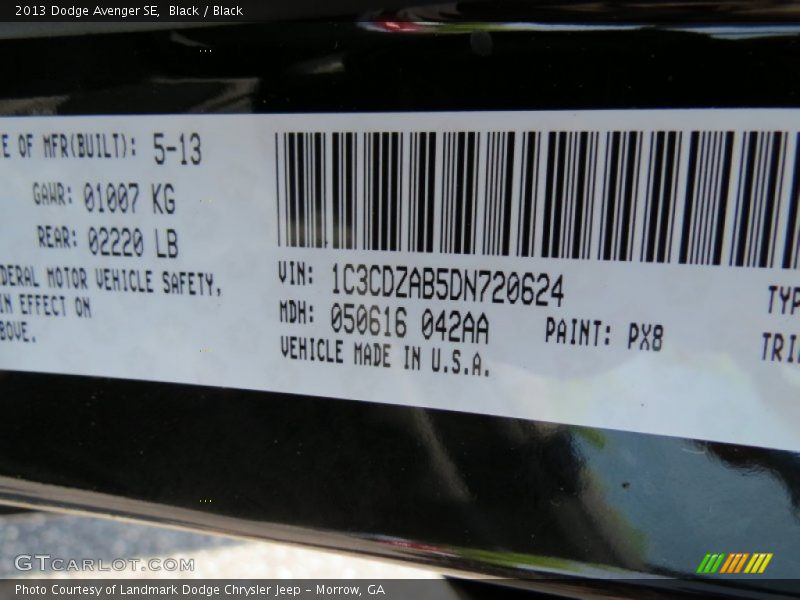 2013 Dodge Avenger SE,  Black / Black
E OF MFR(BUILT): 5-13
GAWR: 01007 KG
REAR: 02220 LB
DERAL MOTOR VEHICLE SAFETY,
IN EFFECT ON
BOVE.
VIN: 1C3CDZAB5DN720624
MDH: 050616 042AA
PAINT: PX8
VEHICLE MADE IN U.S.A.
TYP
TRI
GTCARLOT.COM
Photo Courtesy of Landmark Dodge Chrysler Jeep – Morrow, GA